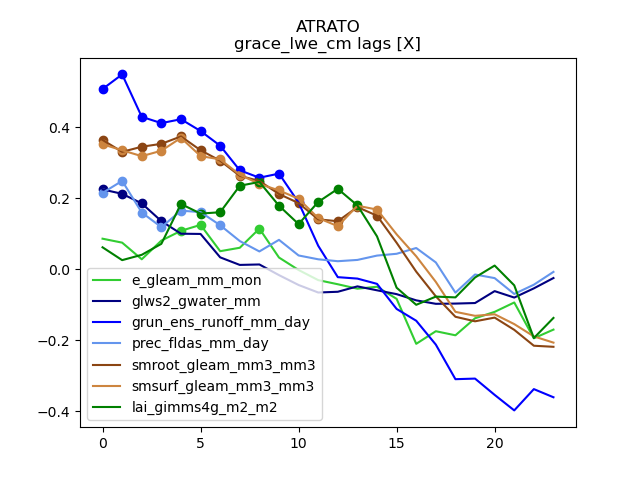 ATRATO
grace_lwe_cm lags [X]
0.4
0.2
0.0
−0.2
−0.4
e_gleam_mm_mon
glws2_gwater_mm
grun_ens_runoff_mm_day
prec_fldas_mm_day
smroot_gleam_mm3_mm3
smsurf_gleam_mm3_mm3
lai_gimms4g_m2_m2
0 5 10 15 20